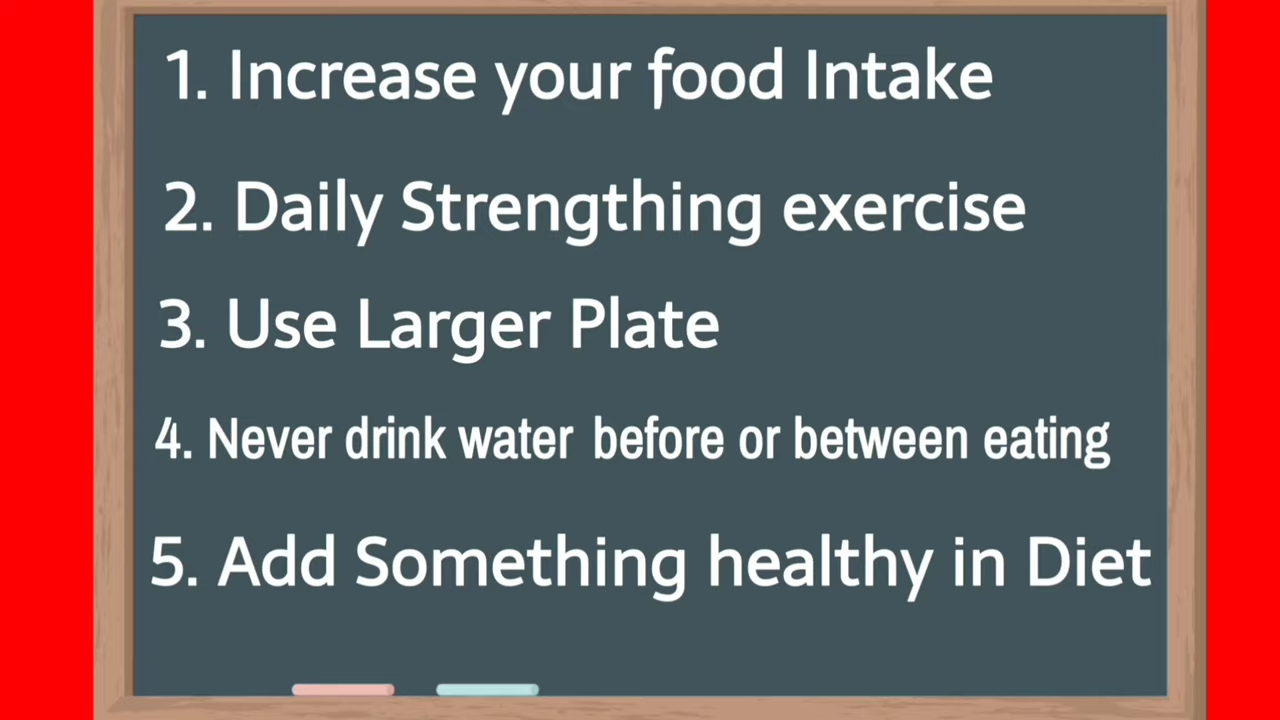 1. Increase your food Intake
2. Daily Strengthing exercise
3. Use Larger Plate
4. Never drink water before or between eating
5. Add Something healthy in Diet